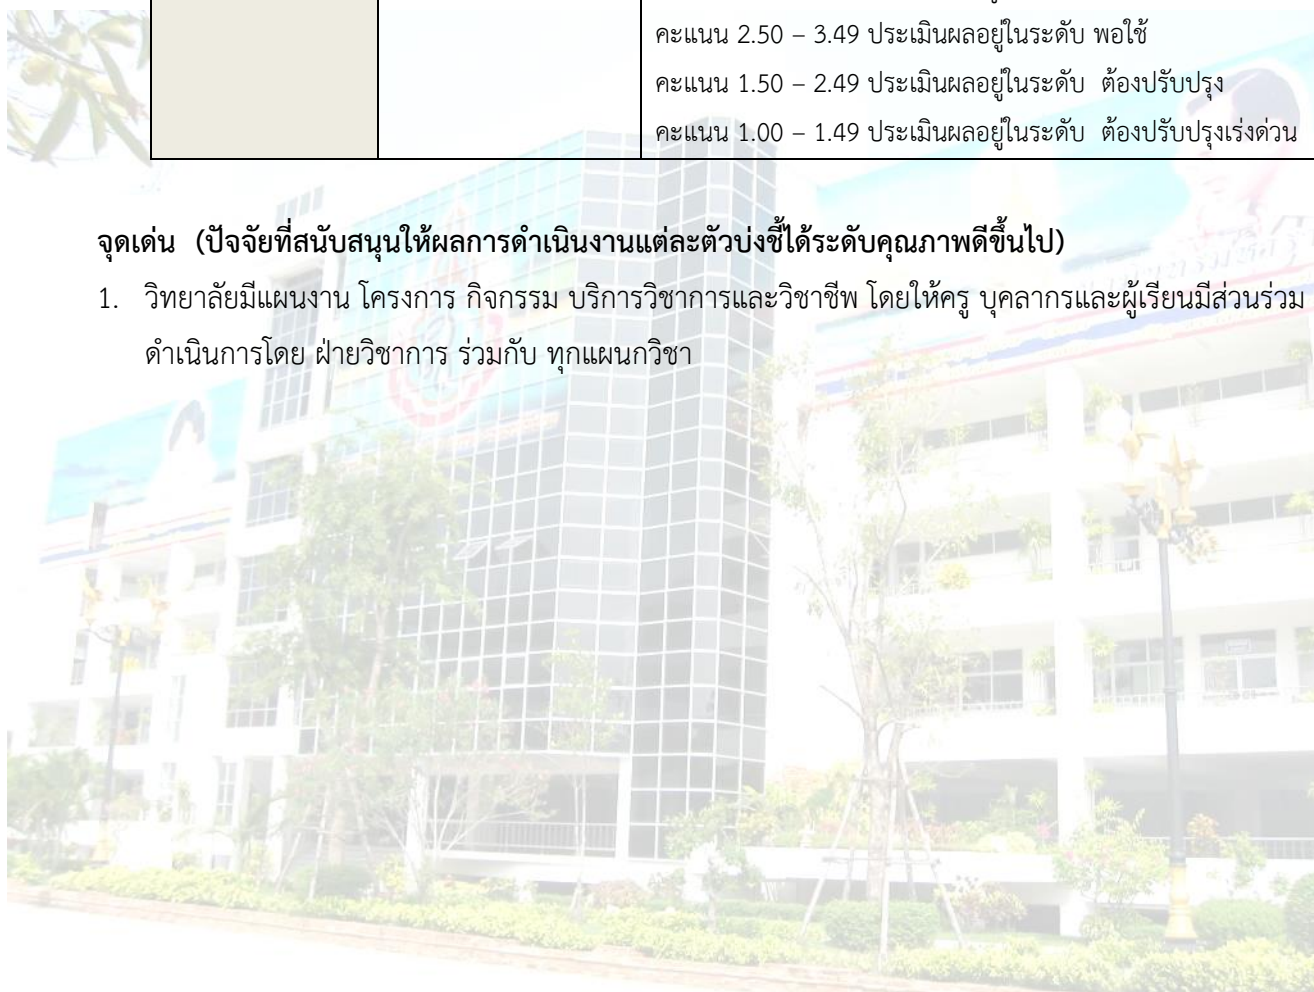 คะแนน 2.50 – 3.49 ประเมินผลอยู่ในระดับ พอใช้
คะแนน 1.50 – 2.49 ประเมินผลอยู่ในระดับ  ต้องปรับปรุง
คะแนน 1.00 – 1.49 ประเมินผลอยู่ในระดับ  ต้องปรับปรุงเร่งด่วน
จุดเด่น  (ปัจจัยที่สนับสนุนให้ผลการดำเนินงานแต่ละตัวบ่งชี้ได้ระดับคุณภาพดีขึ้นไป)
1. วิทยาลัยมีแผนงาน โครงการ กิจกรรม บริการวิชาการและวิชาชีพ โดยให้ครู บุคลากรและผู้เรียนมีส่วนร่วม
ดำเนินการโดย ฝ่ายวิชาการ ร่วมกับ ทุกแผนกวิชา